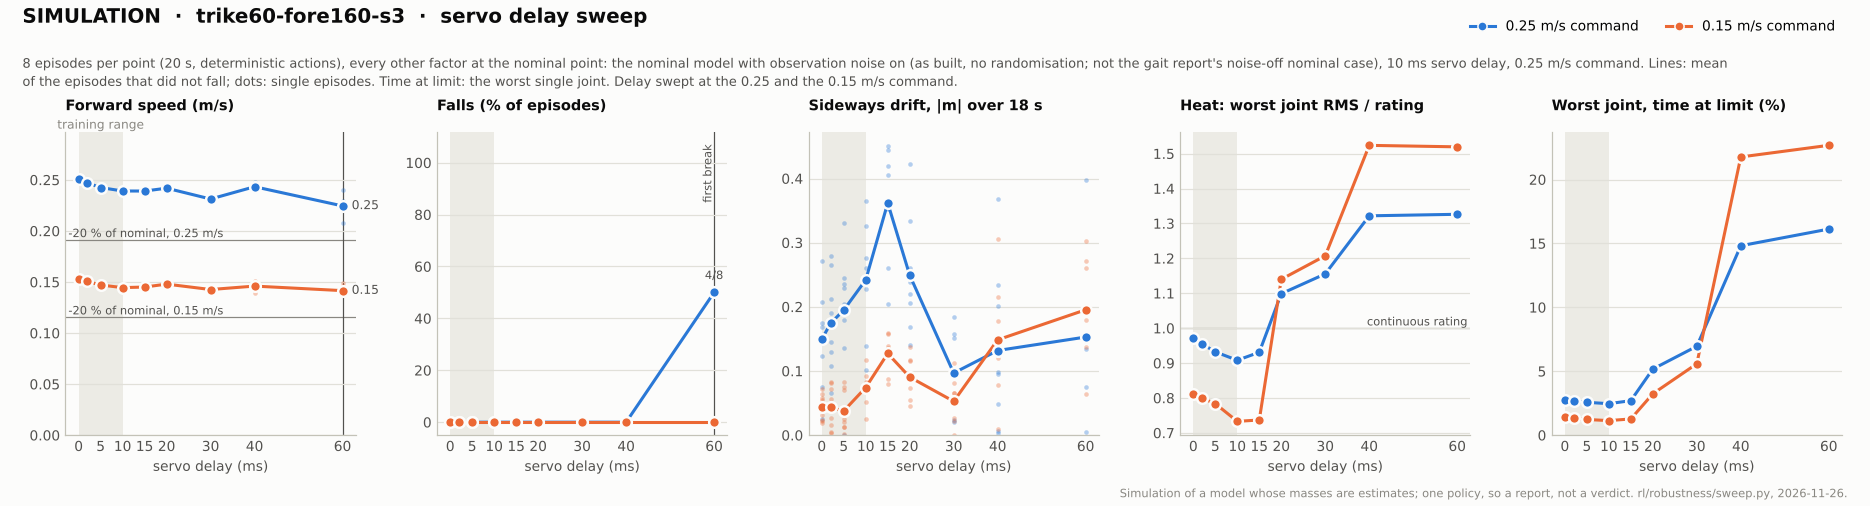 SIMULATION · trike60-fore160-s3 · servo delay sweep
0.25 m/s command
0.15 m/s command
8 episodes per point (20 s, deterministic actions), every other factor at the nominal point: the nominal model with observation noise on (as built, no randomisation; not the gait report's noise-off nominal case), 10 ms servo delay, 0.25 m/s command. Lines: mean
of the episodes that did not fall; dots: single episodes. Time at limit: the worst single joint. Delay swept at the 0.25 and the 0.15 m/s command.
Forward speed (m/s)
training range
0.25
0.20
0.15
0.10
0.05
0.00
0.25
-20 % of nominal, 0.25 m/s
0.15
-20 % of nominal, 0.15 m/s
0 5 10 15 20 30 40 60
servo delay (ms)
Falls (% of episodes)
100
80
60
40
20
0
first break
4/8
0 5 10 15 20 30 40 60
servo delay (ms)
Sideways drift, |m| over 18 s
0.4
0.3
0.2
0.1
0.0
0 5 10 15 20 30 40 60
servo delay (ms)
Heat: worst joint RMS / rating
1.5
1.4
1.3
1.2
1.1
1.0
0.9
0.8
0.7
continuous rating
0 5 10 15 20 30 40 60
servo delay (ms)
Worst joint, time at limit (%)
20
15
10
5
0
0 5 10 15 20 30 40 60
servo delay (ms)
Simulation of a model whose masses are estimates; one policy, so a report, not a verdict. rl/robustness/sweep.py, 2026-11-26.